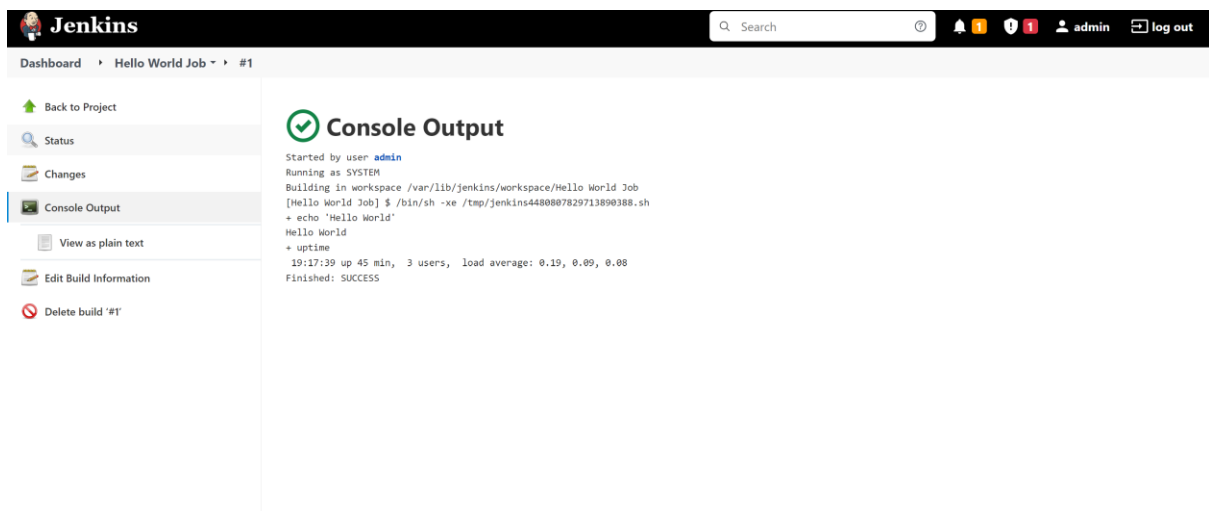 Jenkins
Search
1
1
admin
log out
Dashboard
Hello World Job
#1
Back to Project
Status
Changes
Console Output
View as plain text
Edit Build Information
Delete build '#1'
Console Output
Started by user admin
Running as SYSTEM
Building in workspace /var/lib/jenkins/workspace/Hello World Job
[Hello World Job] $ /bin/sh -xe /tmp/jenkins4480807829713890388.sh
+ echo 'Hello World'
Hello World
+ uptime
19:17:39 up 45 min,  3 users,  load average: 0.19, 0.09, 0.08
Finished: SUCCESS